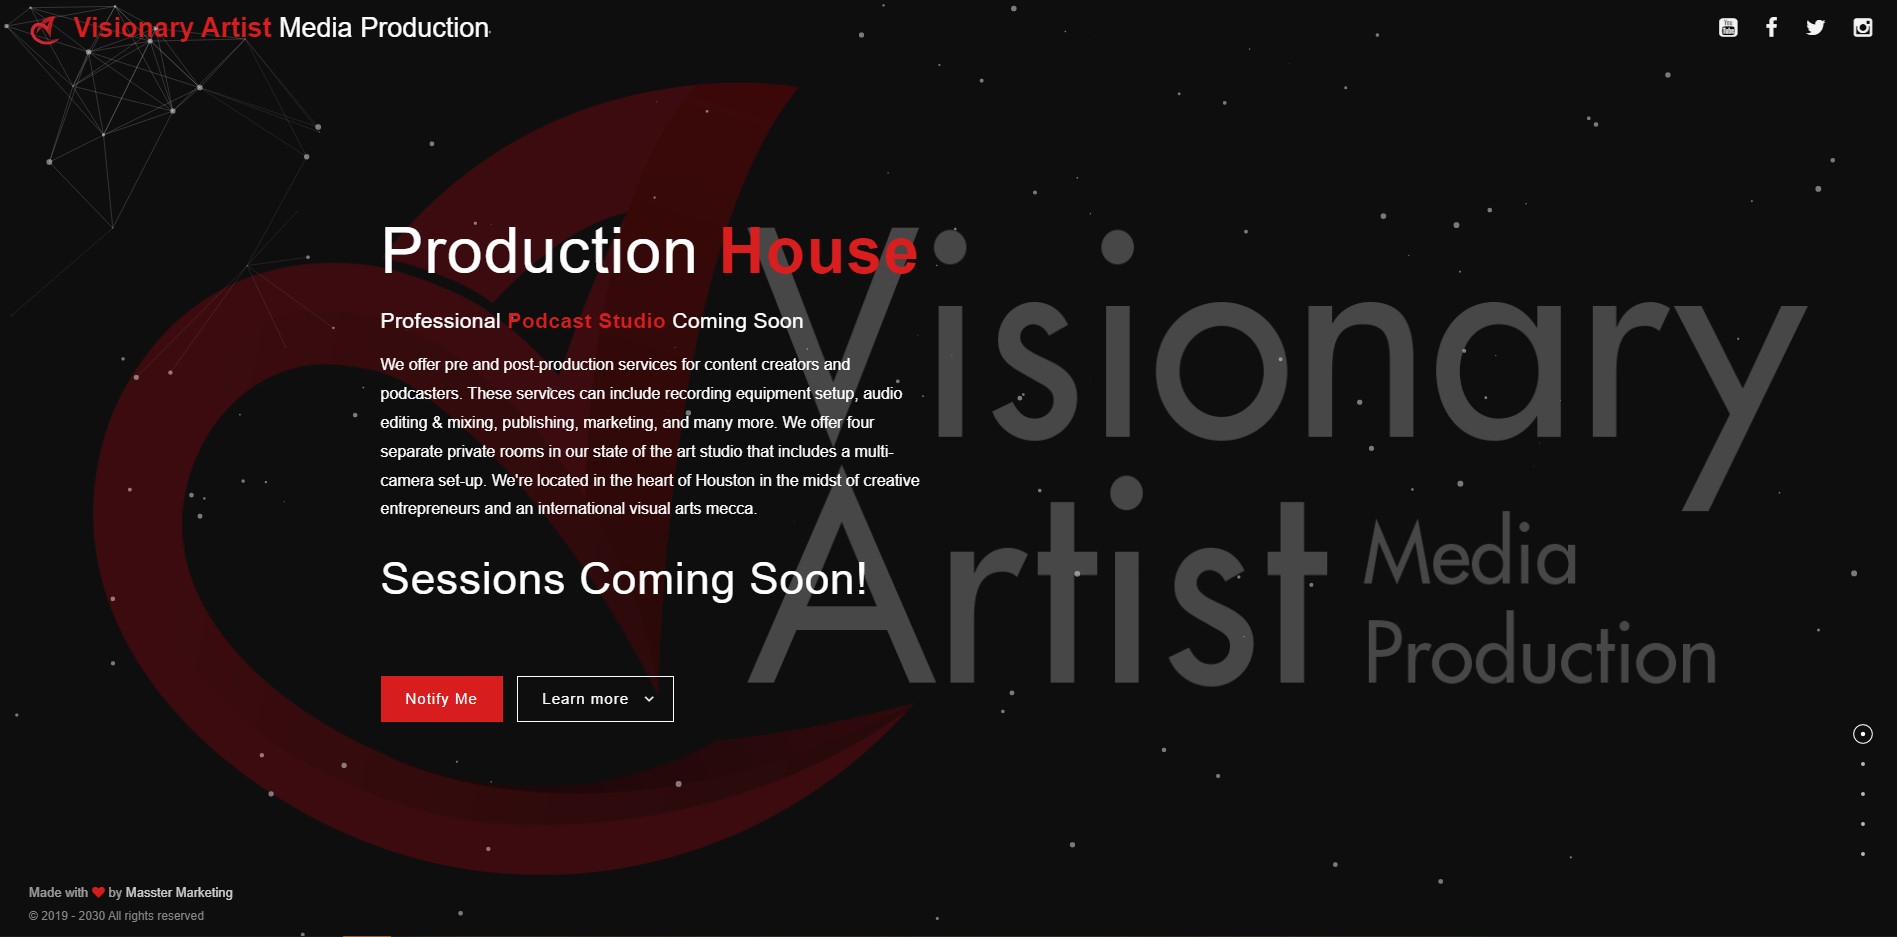 Visionary Artist Media Production
You Tube
Production House
Professional Podcast Studio Coming Soon
We offer pre and post-production services for content creators and
podcasters. These services can include recording equipment setup, audio
editing & mixing, publishing, marketing, and many more. We offer four
separate private rooms in our state of the art studio that includes a multi-
camera set-up. We're located in the heart of Houston in the midst of creative
entrepreneurs and an international visual arts mecca.
Sessions Coming Soon!
Notify Me
Learn more
Visionary
Artist
Media
Production
Made with ❤ by Masster Marketing
© 2019 - 2030 All rights reserved